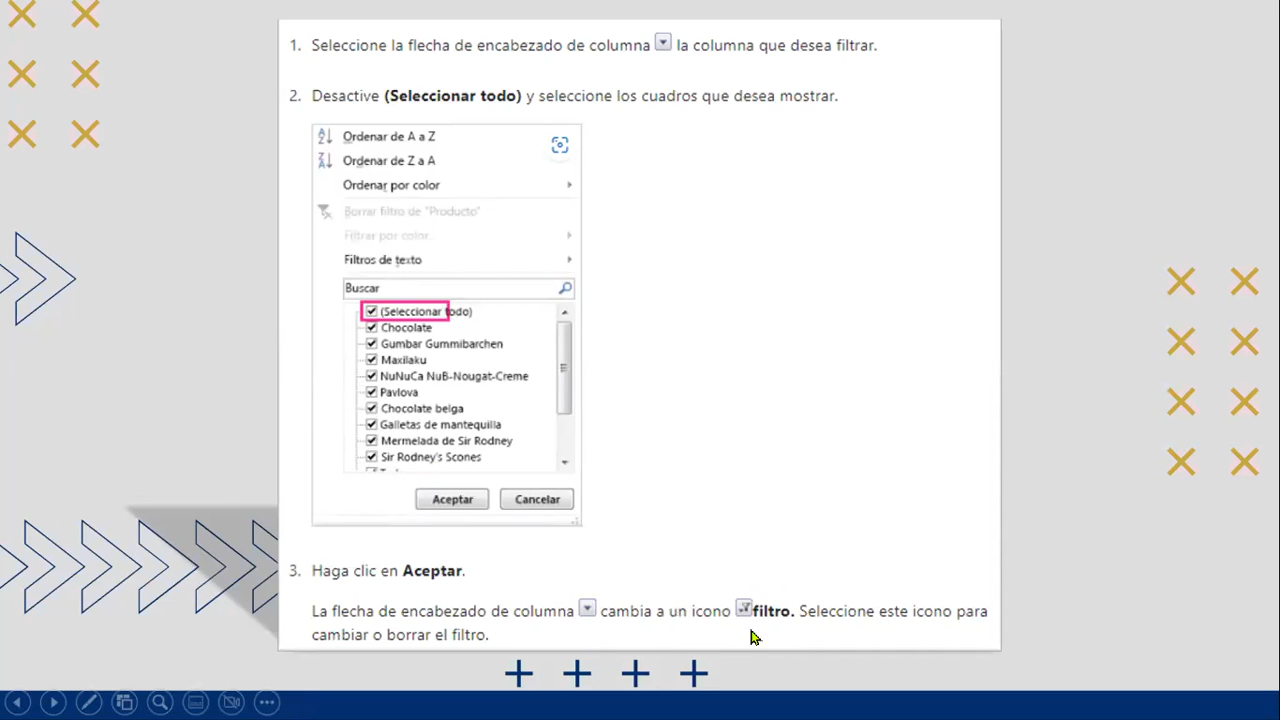 1. Seleccione la flecha de encabezado de columna la columna que desea filtrar.
2. Desactive (Seleccionar todo) y seleccione los cuadros que desea mostrar.
Ordenar de A a Z
Ordenar de Z a A
Ordenar por color
Borrar filtro de "Producto"
Filtrar por color...
Filtros de texto
Buscar
(Seleccionar todo)
Chocolate
Gumbar Gummibarchen
Maxilaku
NuNuCa NuB-Nougat-Creme
Pavlova
Chocolate belga
Galletas de mantequilla
Mermelada de Sir Rodney
Sir Rodney's Scones
Aceptar Cancelar
3. Haga clic en Aceptar.
La flecha de encabezado de columna cambia a un icono filtro. Seleccione este icono para
cambiar o borrar el filtro.